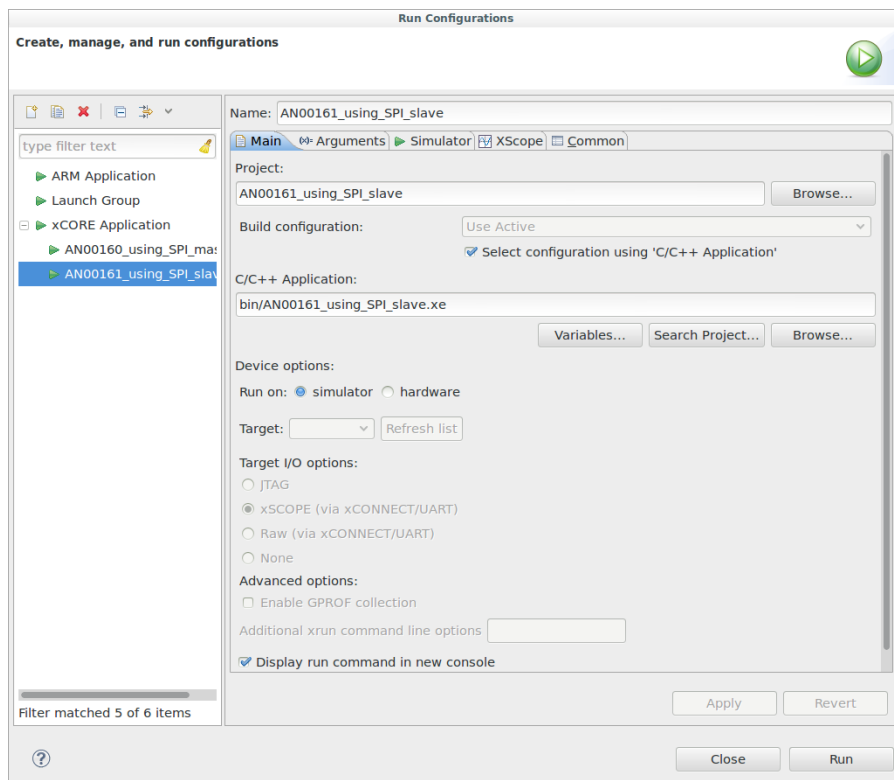 Run Configurations
Create, manage, and run configurations
type filter text
ARM Application
Launch Group
xCORE Application
AN00160_using_SPI_mas
AN00161_using_SPI_slav
Filter matched 5 of 6 items
Name: AN00161_using_SPI_slave
Main (x)= Arguments Simulator XScope Common
Project:
AN00161_using_SPI_slave Browse...
Build configuration: Use Active
Select configuration using 'C/C++ Application'
C/C++ Application:
bin/AN00161_using_SPI_slave.xe
Variables... Search Project... Browse...
Device options:
Run on: simulator hardware
Target: Refresh list
Target I/O options:
JTAG
xSCOPE (via xCONNECT/UART)
Raw (via xCONNECT/UART)
None
Advanced options:
Enable GPROF collection
Additional xrun command line options
Display run command in new console
Apply Revert
? Close Run